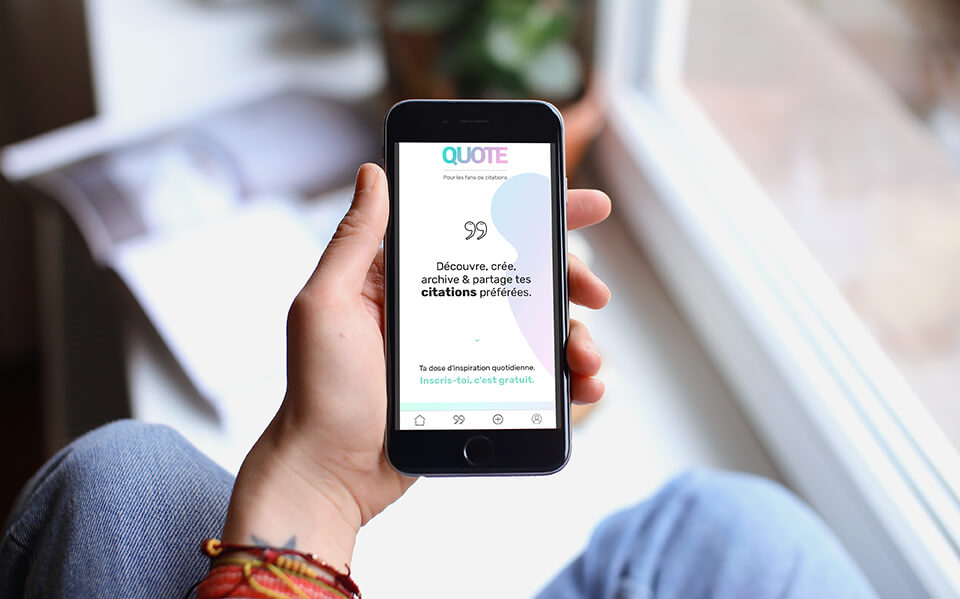 QUOTE
Pour les fans de citations
Découvre, crée,
archive & partage tes
citations préférées.
Ta dose d'inspiration quotidienne.
Inscris-toi, c'est gratuit.